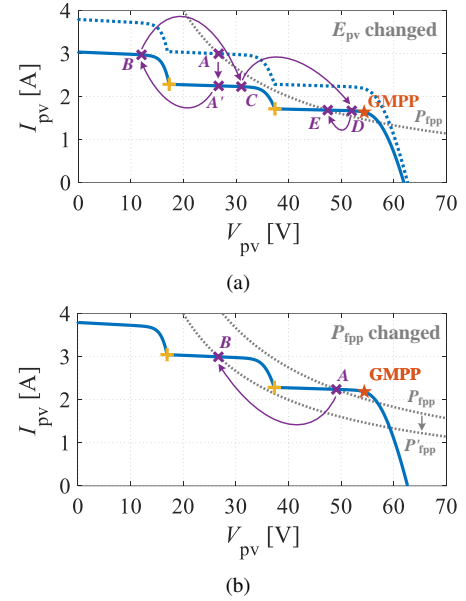 E_pv changed
4
3
2
1
0
I_pv [A]
A
B
A'
C
GMPP
E
D
P_fpp
0 10 20 30 40 50 60 70
V_pv [V]
(a)
P_fpp changed
4
3
2
1
0
I_pv [A]
B
A
GMPP
P_fpp
P'_fpp
0 10 20 30 40 50 60 70
V_pv [V]
(b)